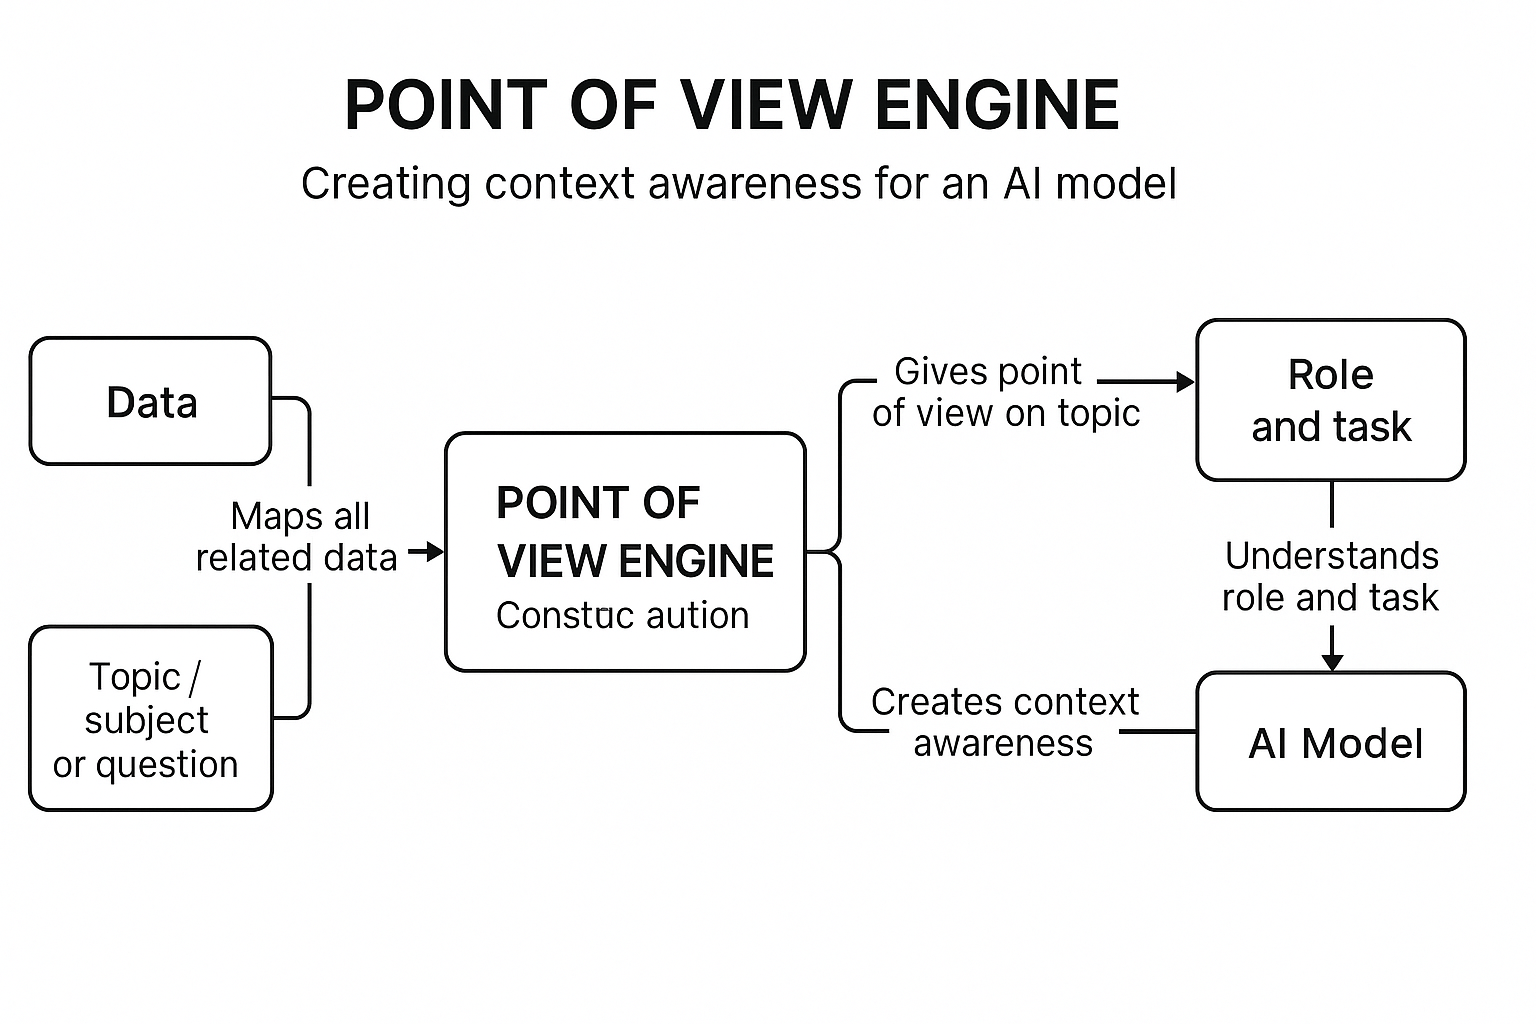 POINT OF VIEW ENGINE
Creating context awareness for an AI model
Data
Maps all
related data
Topic /
subject
or question
POINT OF
VIEW ENGINE
Constuc aution
Gives point
of view on topic
Role
and task
Understands
role and task
Creates context
awareness
AI Model